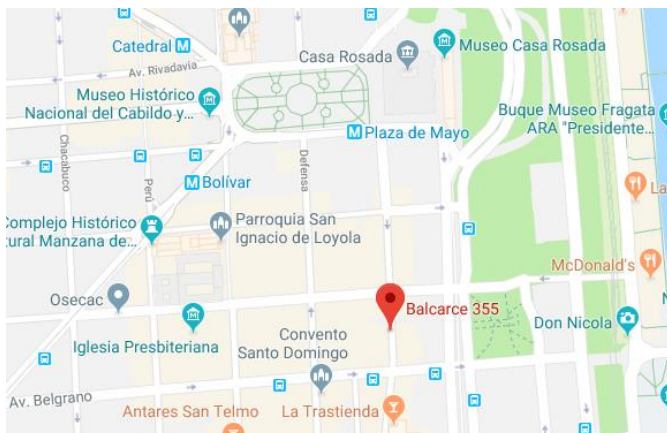 Catedral M
Av. Rivadavia
Casa Rosada
Museo Casa Rosada
Museo Histórico
Nacional del Cabildo y...
Buque Museo Fragata
ARA "Presidente...
M Plaza de Mayo
Chacabuco
Perú
Defensa
M Bolívar
La
Complejo Histórico
tural Manzana de...
Parroquia San
Ignacio de Loyola
McDonald's
Osecac
Balcarce 355
N
Iglesia Presbiteriana
Convento
Santo Domingo
Don Nicola
Av. Belgrano
Antares San Telmo
La Trastienda